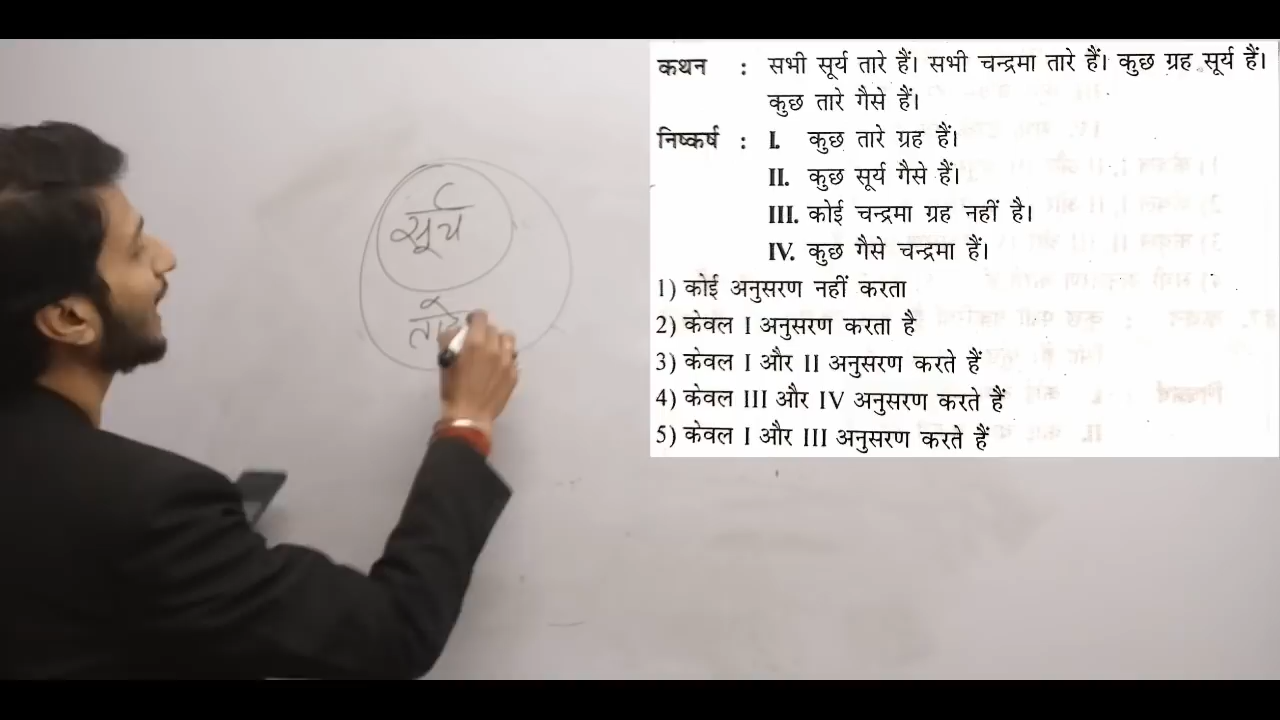 कथन : सभी सूर्य तारे हैं। सभी चन्द्रमा तारे हैं। कुछ ग्रह सूर्य हैं।
कुछ तारे गैसे हैं।
निष्कर्ष : I. कुछ तारे ग्रह हैं।
II. कुछ सूर्य गैसे हैं।
III. कोई चन्द्रमा ग्रह नहीं है।
IV. कुछ गैसे चन्द्रमा हैं।
1) कोई अनुसरण नहीं करता
2) केवल I अनुसरण करता है
3) केवल I और II अनुसरण करते हैं
4) केवल III और IV अनुसरण करते हैं
5) केवल I और III अनुसरण करते हैं
सूर्य